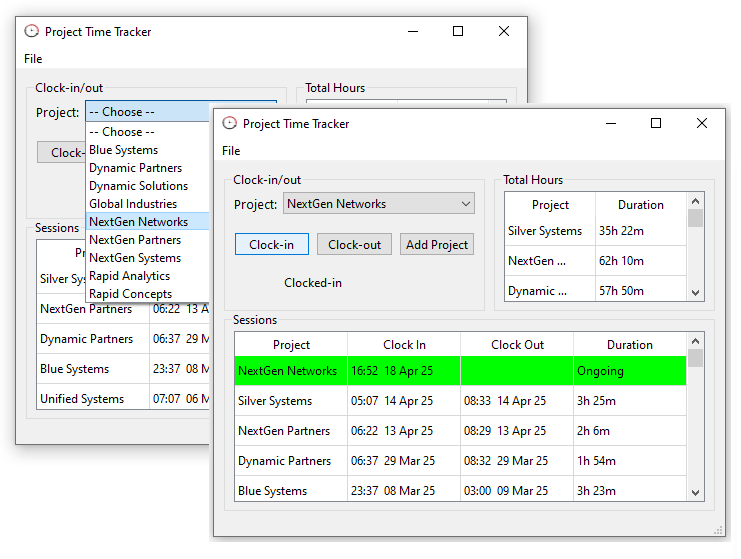 Project Time Tracker
File
Clock-in/out
Total Hours
Project: -- Choose --
-- Choose --
Blue Systems
Dynamic Partners
Dynamic Solutions
Global Industries
NextGen Networks
NextGen Partners
NextGen Systems
Rapid Analytics
Rapid Concepts
Clock-
Sessions
Silver Sy
NextGen Partners 06:22 13 A
Dynamic Partners 06:37 29 M
Blue Systems 23:37 08 M
Unified Systems 07:07 06 M
Project Time Tracker
File
Clock-in/out
Project: NextGen Networks
Clock-in Clock-out Add Project
Clocked-in
Total Hours
Project Duration
Silver Systems 35h 22m
NextGen ... 62h 10m
Dynamic ... 57h 50m
Sessions
Project Clock In Clock Out Duration
NextGen Networks 16:52 18 Apr 25 Ongoing
Silver Systems 05:07 14 Apr 25 08:33 14 Apr 25 3h 25m
NextGen Partners 06:22 13 Apr 25 08:29 13 Apr 25 2h 6m
Dynamic Partners 06:37 29 Mar 25 08:32 29 Mar 25 1h 54m
Blue Systems 23:37 08 Mar 25 03:00 09 Mar 25 3h 23m